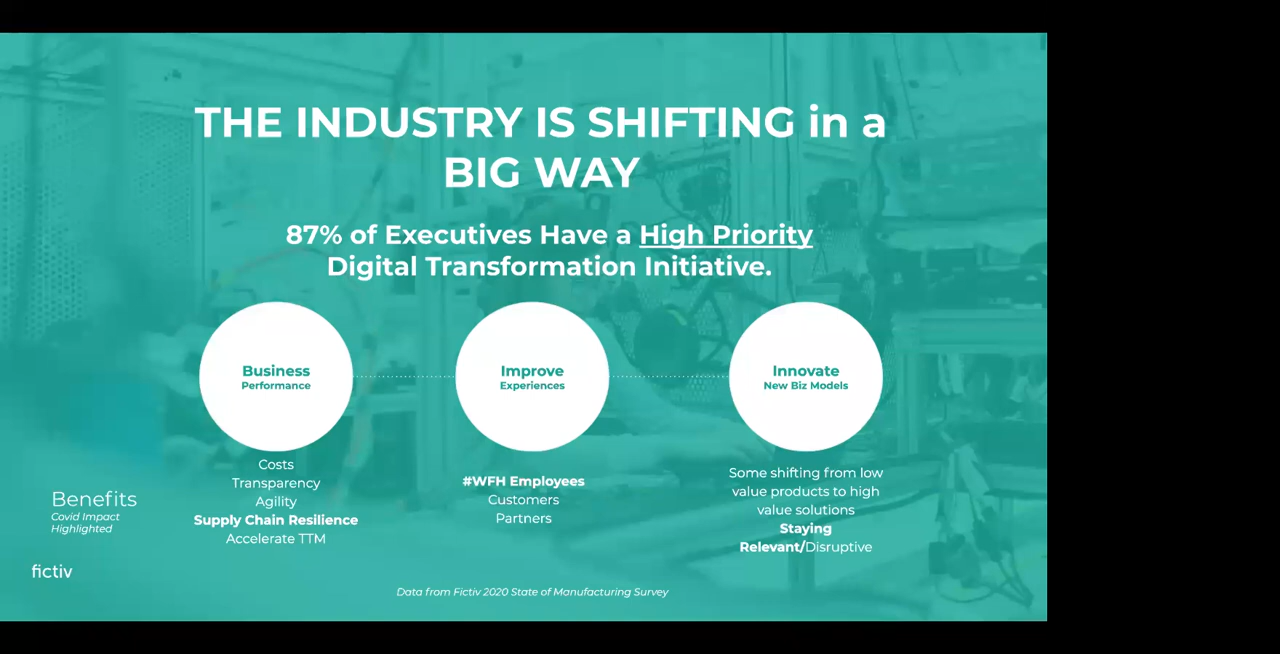 THE INDUSTRY IS SHIFTING in a
BIG WAY
87% of Executives Have a High Priority
Digital Transformation Initiative.
Business
Performance
Improve
Experiences
Innovate
New Biz Models
Benefits
Covid Impact
Highlighted
Costs
Transparency
Agility
Supply Chain Resilience
Accelerate TTM
#WFH Employees
Customers
Partners
Some shifting from low
value products to high
value solutions
Staying
Relevant/Disruptive
fictiv
Data from Fictiv 2020 State of Manufacturing Survey